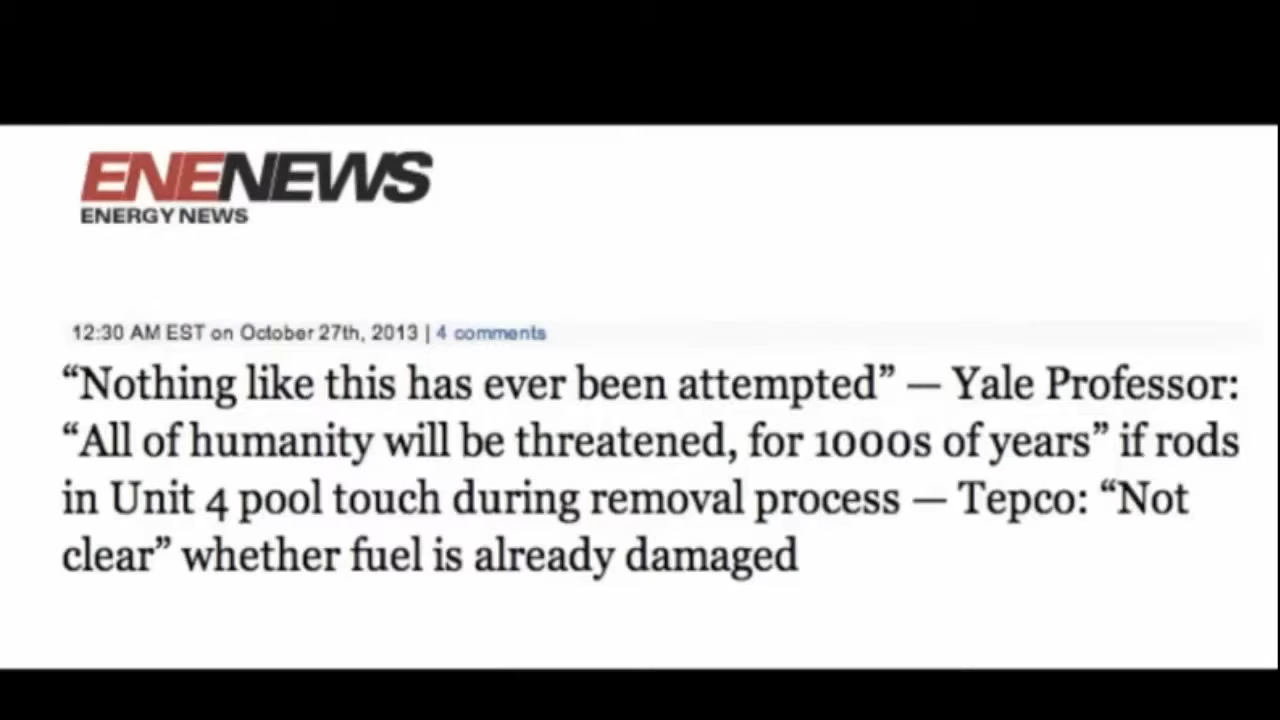 ENENEWS
ENERGY NEWS
12:30 AM EST on October 27th, 2013 | 4 comments
“Nothing like this has ever been attempted” — Yale Professor:
“All of humanity will be threatened, for 1000s of years” if rods
in Unit 4 pool touch during removal process — Tepco: “Not
clear” whether fuel is already damaged